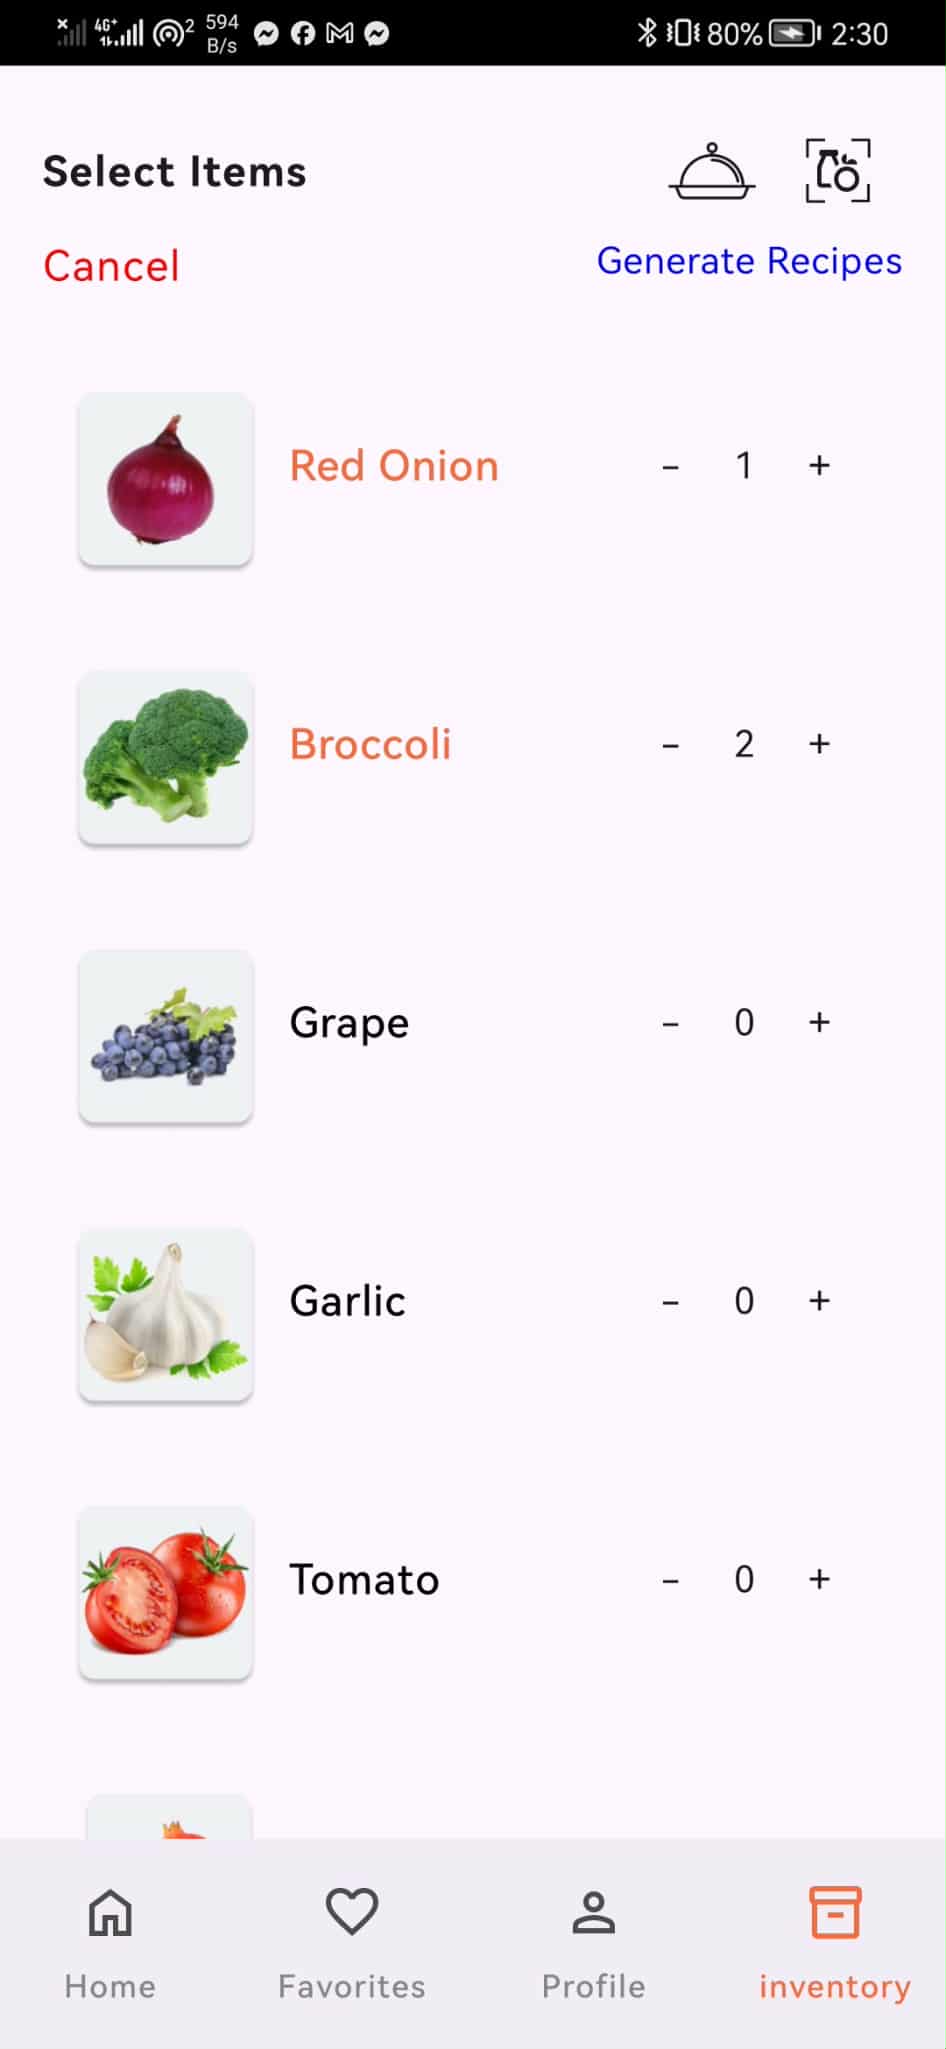 4G+ 2 594 B/s 80% 2:30
Select Items
Cancel Generate Recipes
Red Onion - 1 +
Broccoli - 2 +
Grape - 0 +
Garlic - 0 +
Tomato - 0 +
Home Favorites Profile inventory